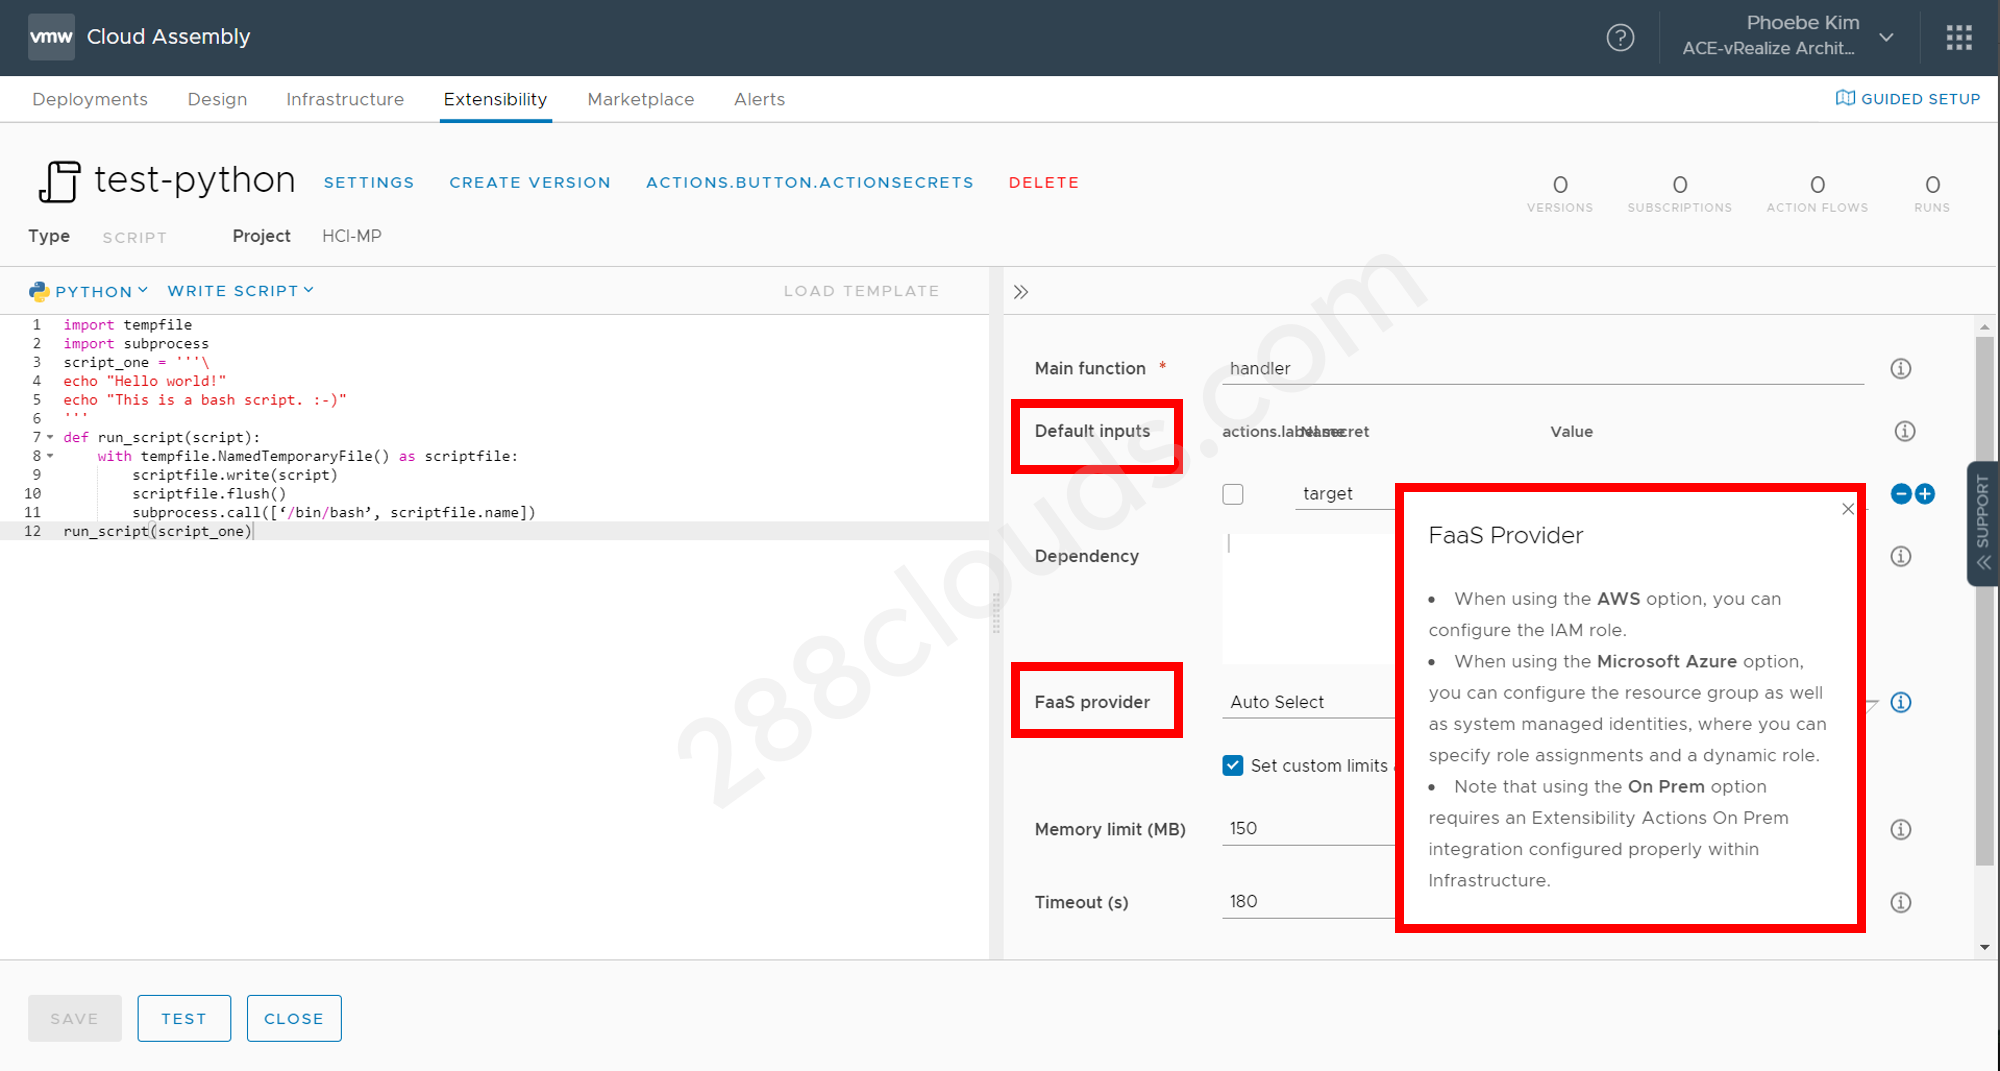 vmw Cloud Assembly
Phoebe Kim
ACE-vRealize Archit...
Deployments Design Infrastructure Extensibility Marketplace Alerts GUIDED SETUP
test-python SETTINGS CREATE VERSION ACTIONS.BUTTON.ACTIONSECRETS DELETE
0 0 0 0
VERSIONS SUBSCRIPTIONS ACTION FLOWS RUNS
Type SCRIPT Project HCI-MP
PYTHON WRITE SCRIPT LOAD TEMPLATE
1 import tempfile
2 import subprocess
3 script_one = '''\
4 echo "Hello world!"
5 echo "This is a bash script. :-)"
6 '''
7 def run_script(script):
8 with tempfile.NamedTemporaryFile() as scriptfile:
9 scriptfile.write(script)
10 scriptfile.flush()
11 subprocess.call([‘/bin/bash’, scriptfile.name])
12 run_script(script_one)
Main function * handler
Default inputs Value
target
Dependency
FaaS provider Auto Select
Set custom limits
Memory limit (MB) 150
Timeout (s) 180
FaaS Provider
• When using the AWS option, you can
configure the IAM role.
• When using the Microsoft Azure option,
you can configure the resource group as well
as system managed identities, where you can
specify role assignments and a dynamic role.
• Note that using the On Prem option
requires an Extensibility Actions On Prem
integration configured properly within
Infrastructure.
SUPPORT
SAVE TEST CLOSE
288clouds.com